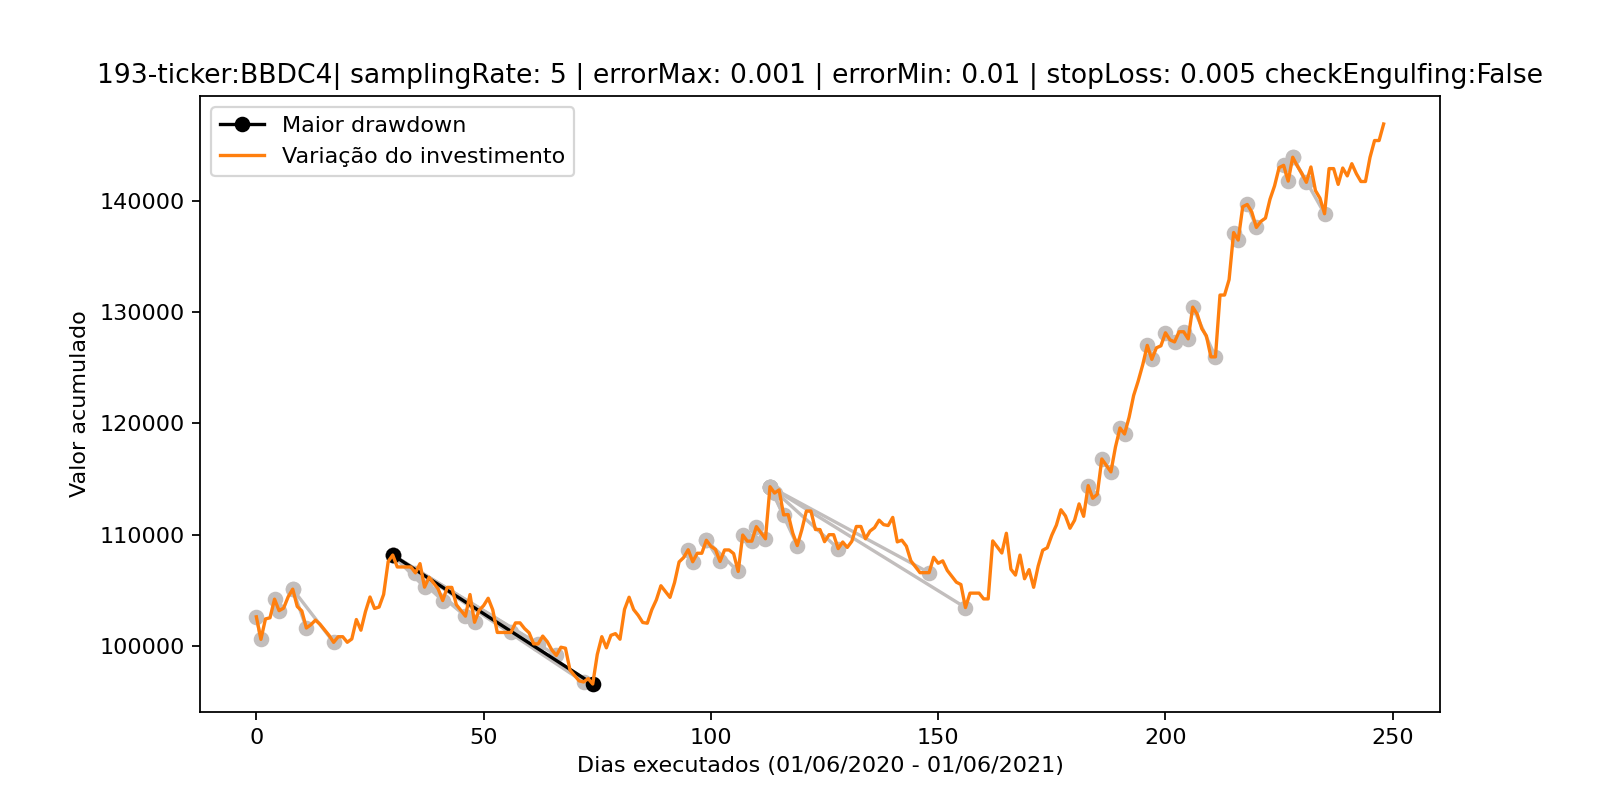 193-ticker:BBDC4| samplingRate: 5 | errorMax: 0.001 | errorMin: 0.01 | stopLoss: 0.005 checkEngulfing:False
Maior drawdown
Variação do investimento
Valor acumulado
140000
130000
120000
110000
100000
0 50 100 150 200 250
Dias executados (01/06/2020 - 01/06/2021)